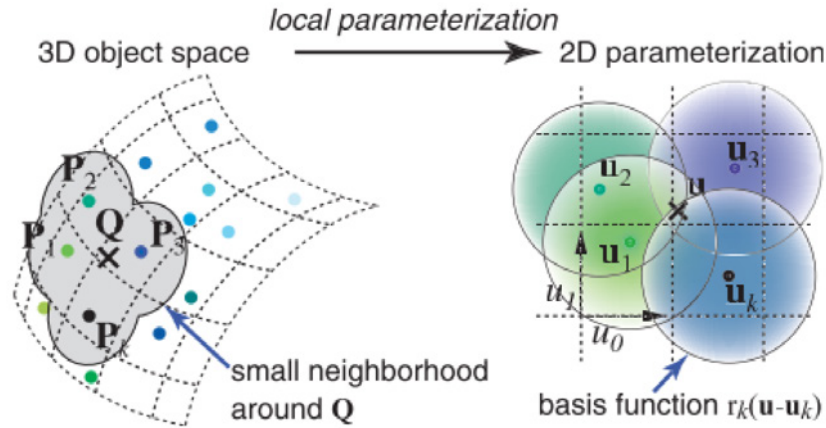 local parameterization
3D object space
2D parameterization
P2
Q
P1
P3
Pk
small neighborhood
around Q
u3
u2
u
u1
uk
u1
u0
basis function rk(u-uk)